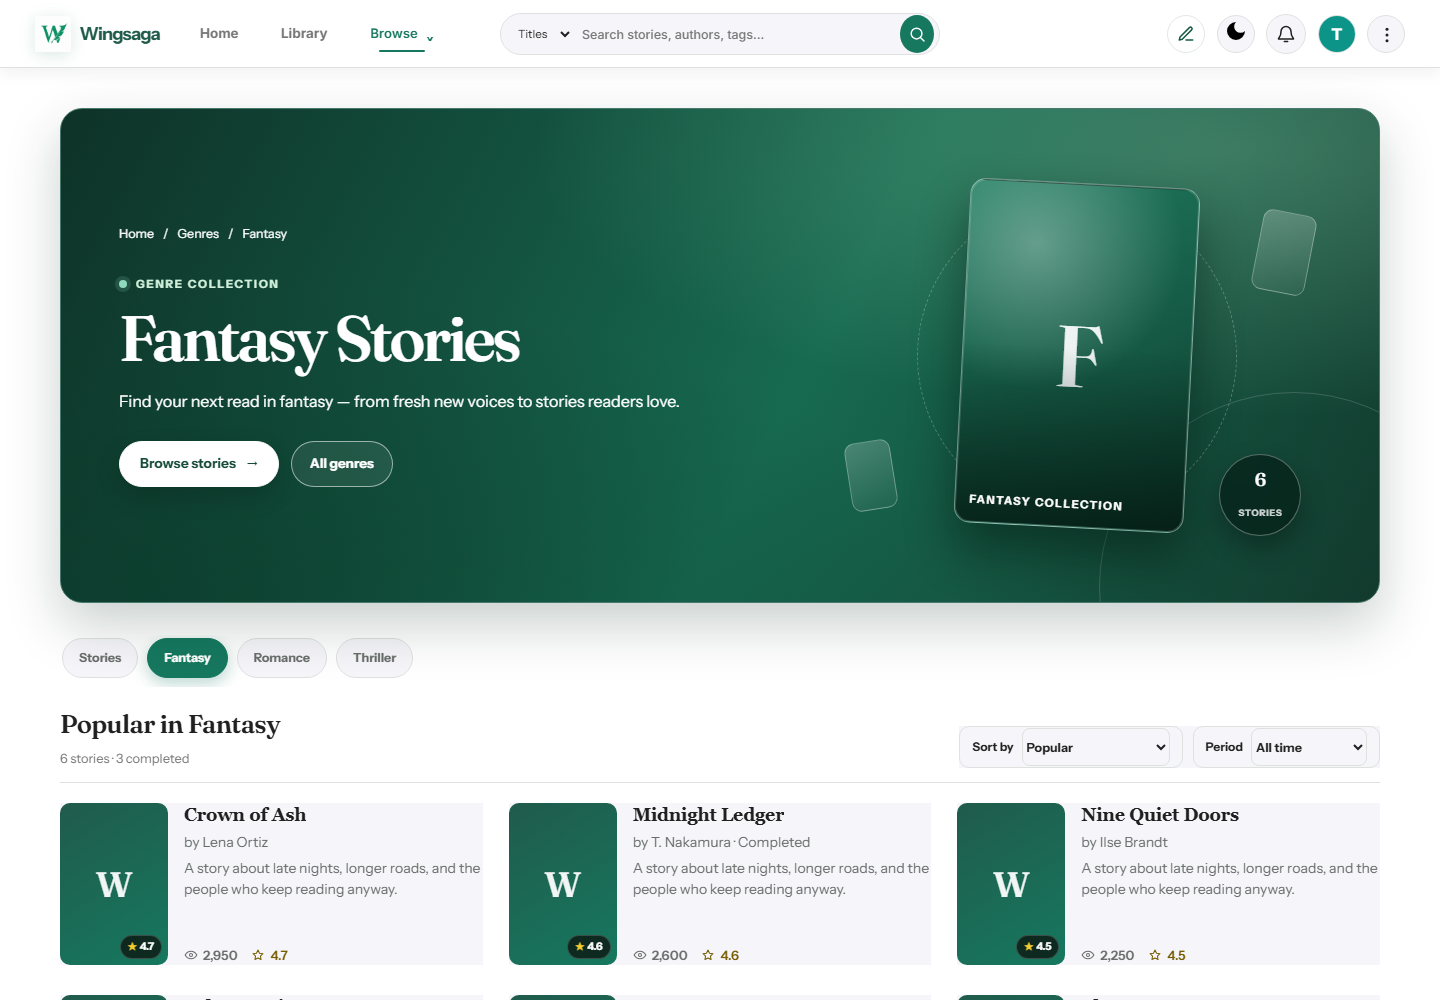 Wingsaga
Home
Library
Browse
Titles
Search stories, authors, tags...
T
Home / Genres / Fantasy
GENRE COLLECTION
Fantasy Stories
Find your next read in fantasy — from fresh new voices to stories readers love.
Browse stories →
All genres
F
FANTASY COLLECTION
6
STORIES
Stories
Fantasy
Romance
Thriller
Popular in Fantasy
6 stories · 3 completed
Sort by Popular
Period All time
W
★ 4.7
Crown of Ash
by Lena Ortiz
A story about late nights, longer roads, and the
people who keep reading anyway.
2,950 4.7
W
★ 4.6
Midnight Ledger
by T. Nakamura · Completed
A story about late nights, longer roads, and the
people who keep reading anyway.
2,600 4.6
W
★ 4.5
Nine Quiet Doors
by Ilse Brandt
A story about late nights, longer roads, and the
people who keep reading anyway.
2,250 4.5